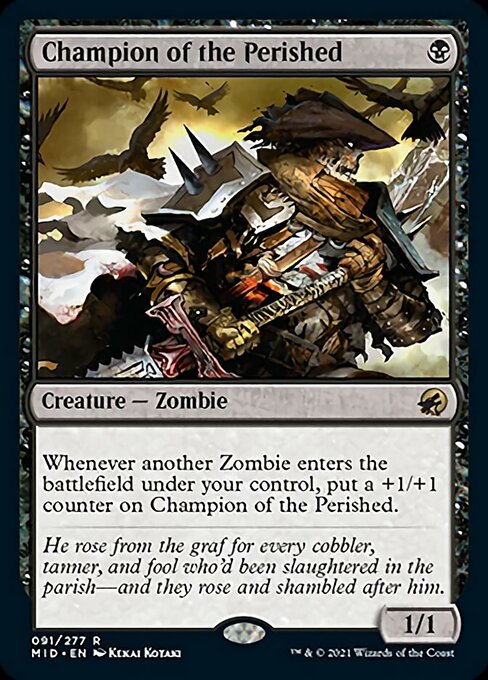 Champion of the Perished
Creature — Zombie
Whenever another Zombie enters the
battlefield under your control, put a +1/+1
counter on Champion of the Perished.
He rose from the graf for every cobbler,
tanner, and fool who'd been slaughtered in the
parish—and they rose and shambled after him.
1/1
091/277 R
MID • EN Kekai Kotaki
™ & © 2021 Wizards of the Coast